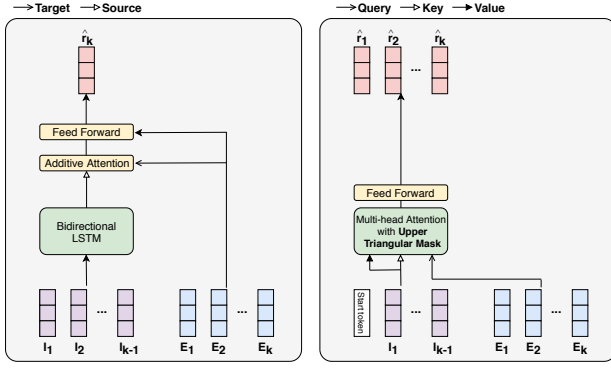 Target Source
r̂k
Feed Forward
Additive Attention
Bidirectional
LSTM
...
...
I1 I2 Ik-1 E1 E2 Ek
Query Key Value
r̂1 r̂2 r̂k
...
Feed Forward
Multi-head Attention
with Upper
Triangular Mask
Start token
...
...
I1 Ik-1 E1 E2 Ek